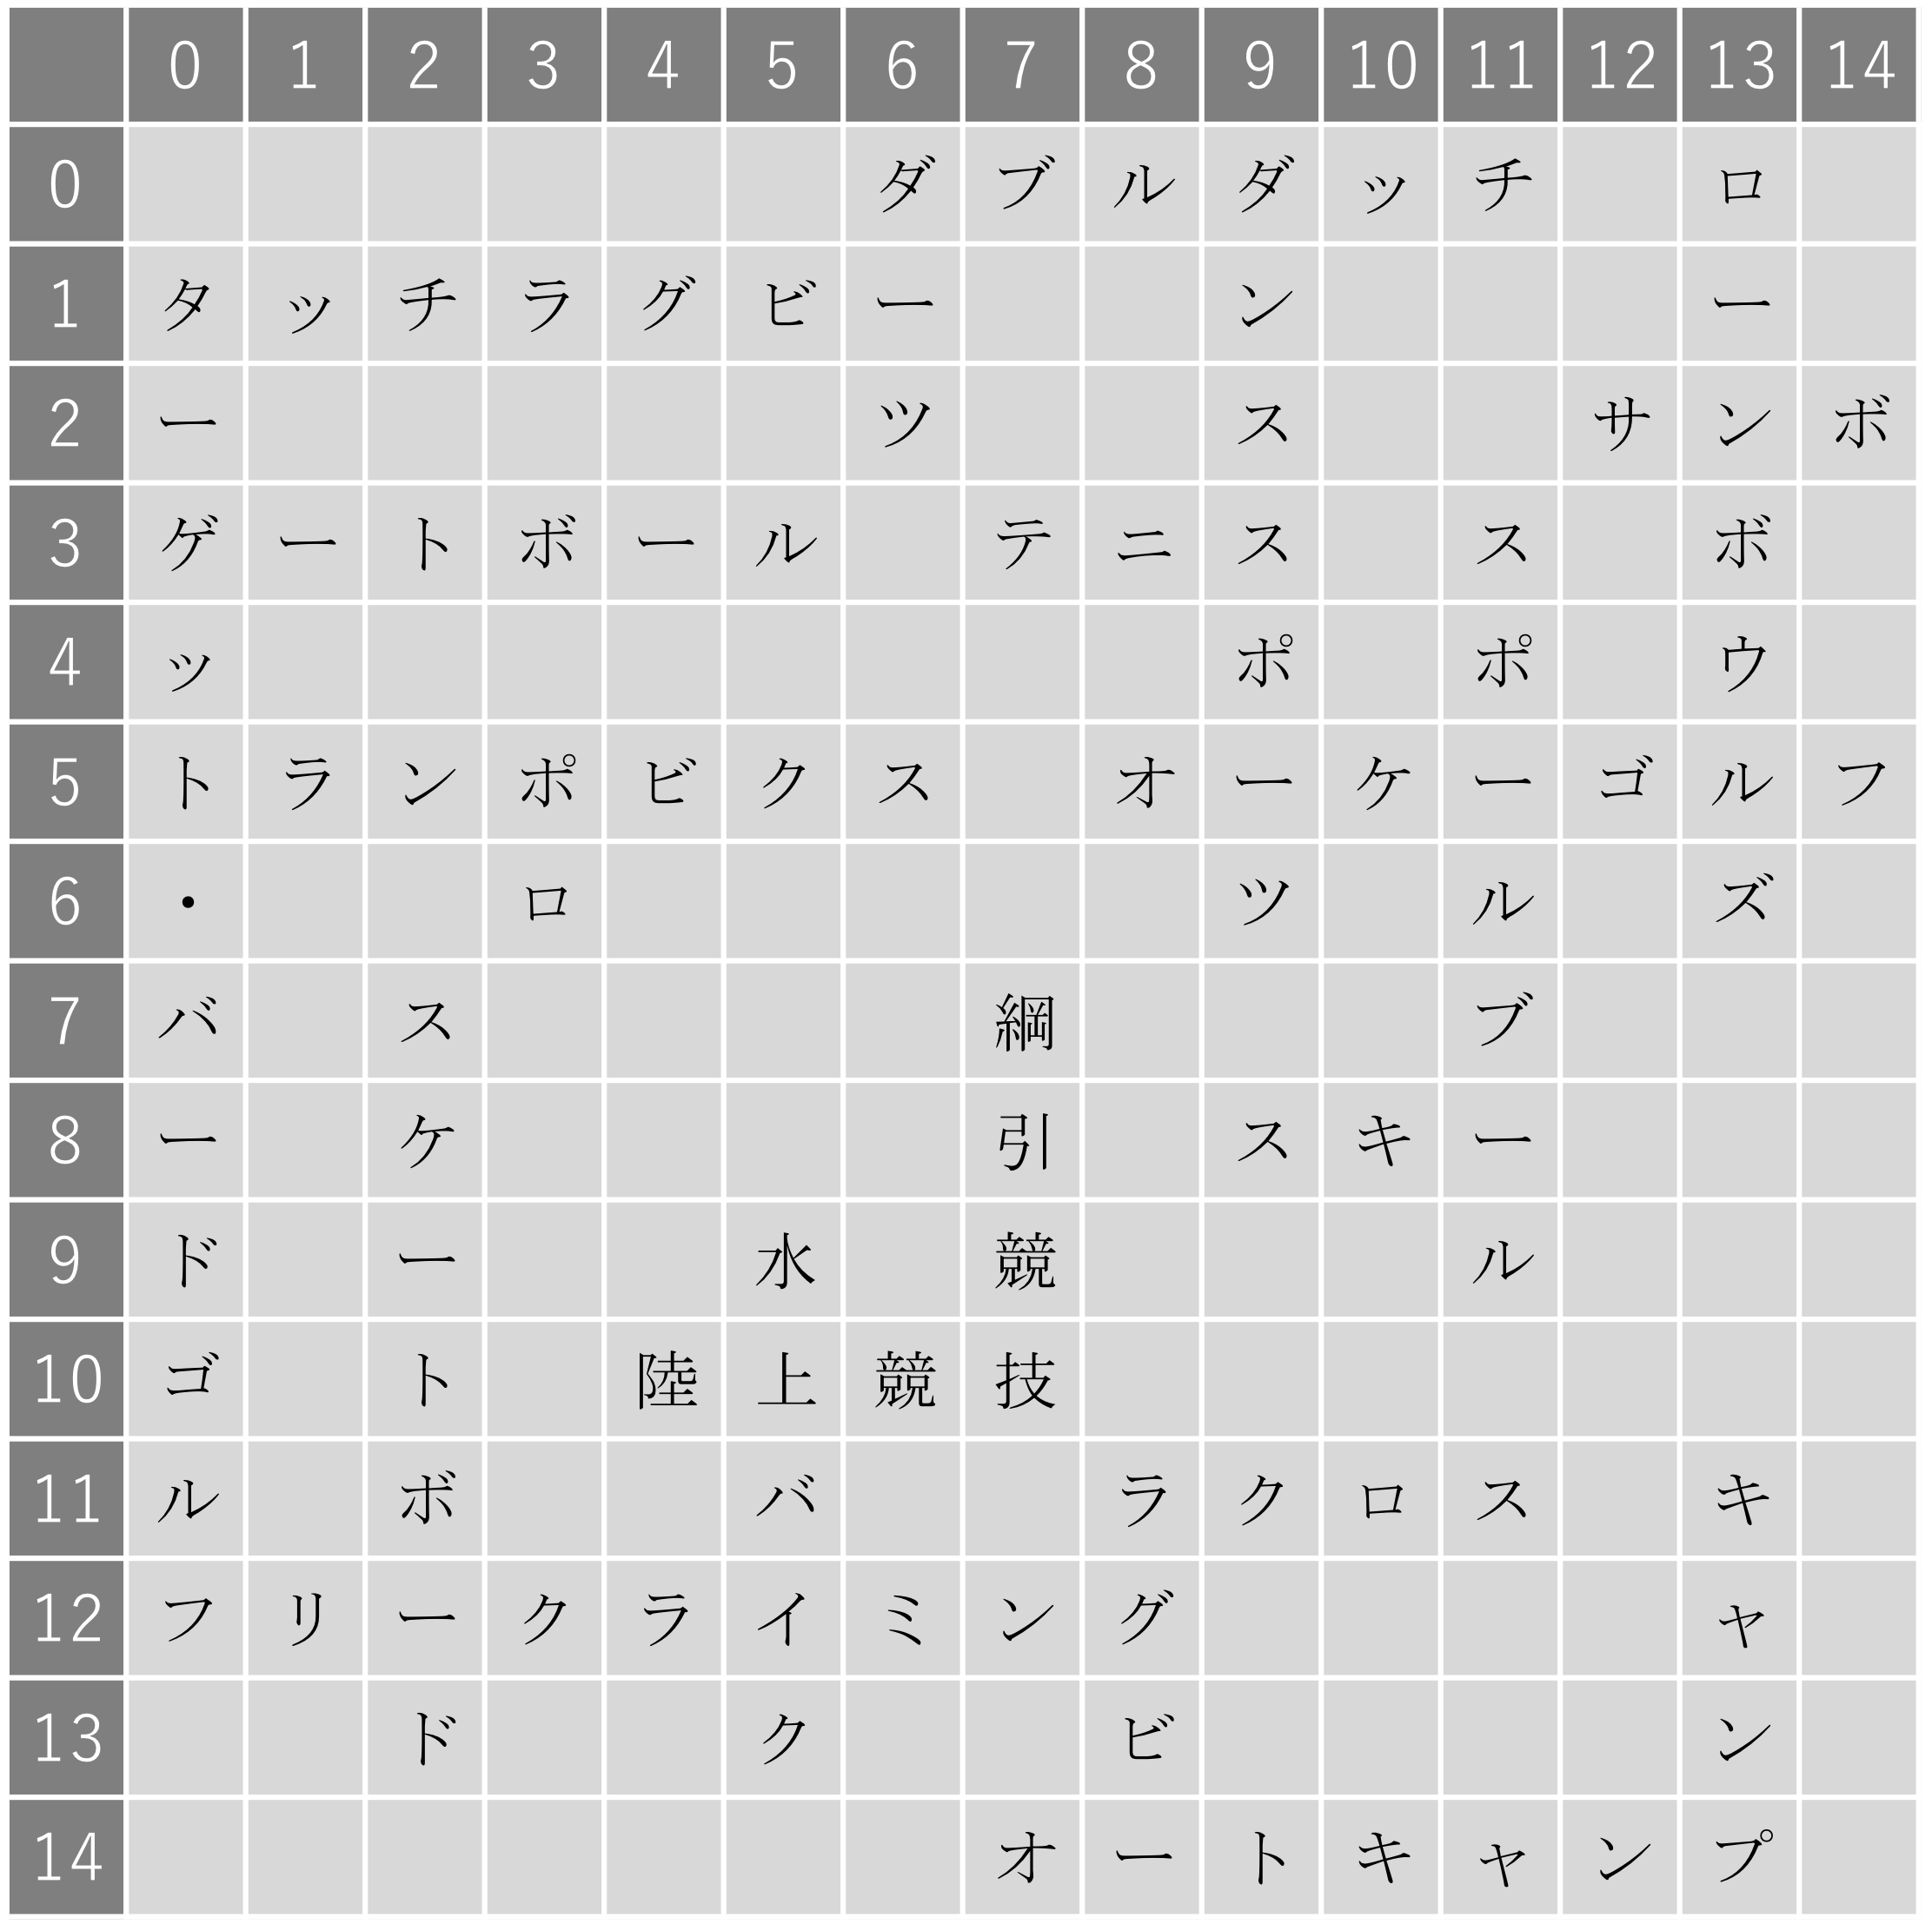 0 1 2 3 4 5 6 7 8 9 10 11 12 13 14
0 ダ ブ ル ダ ッ チ ロ
1 タ ッ チ ラ グ ビ ー ン ー
2 ー ツ ス サ ン ボ
3 ゲ ー ト ボ ー ル テ ニ ス ス ボ
4 ッ ポ ポ ウ
5 ト ラ ン ポ ビ ク ス オ ー ケ ー ゴ ル フ
6 ・ ロ ツ ル ズ
7 バ ス 綱 ブ
8 ー ケ 引 ス キ ー
9 ド ー 水 競 ル
10 ゴ ト 陸 上 競 技
11 ル ボ バ ラ ク ロ ス キ
12 フ リ ー ク ラ イ ミ ン グ ャ
13 ド ク ビ ン
14 オ ー ト キ ャ ン プ